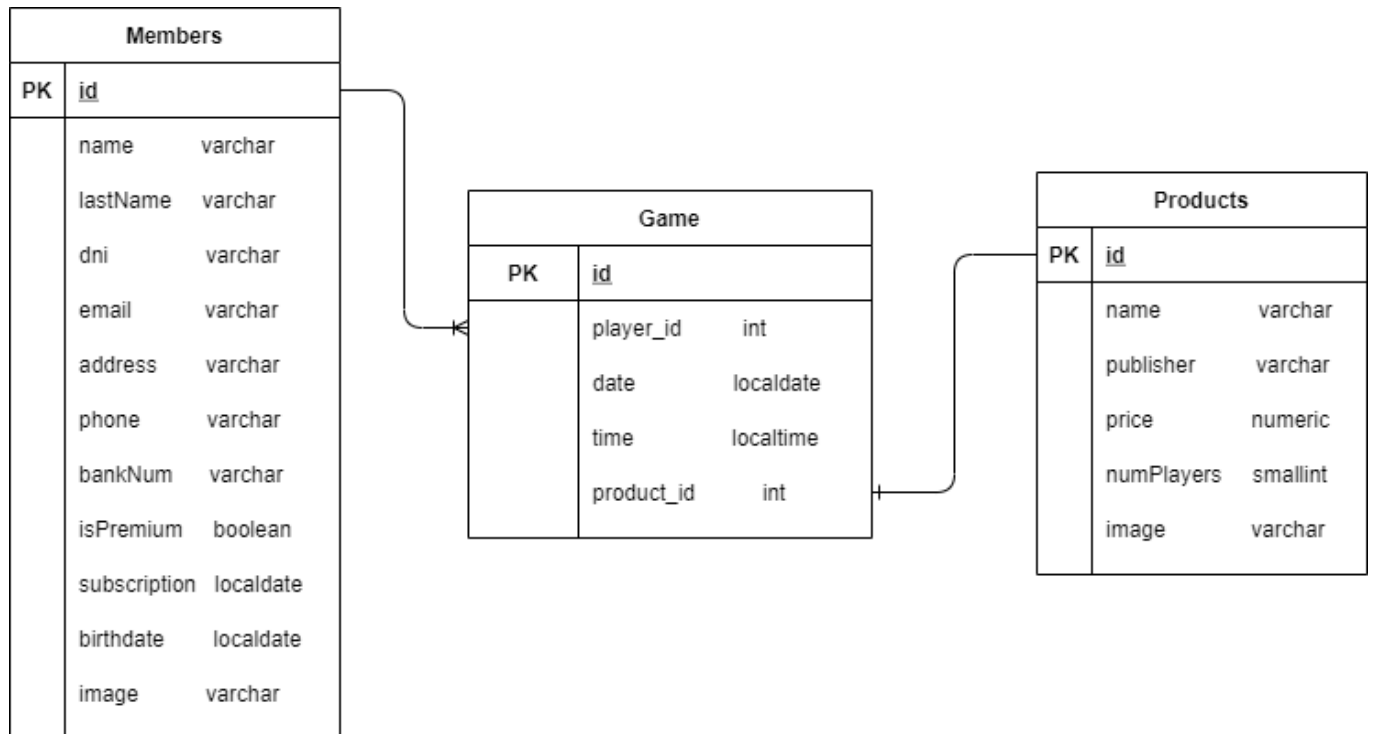 Members
PK id
name varchar
lastName varchar
dni varchar
email varchar
address varchar
phone varchar
bankNum varchar
isPremium boolean
subscription localdate
birthdate localdate
image varchar
Game
PK id
player_id int
date localdate
time localtime
product_id int
Products
PK id
name varchar
publisher varchar
price numeric
numPlayers smallint
image varchar